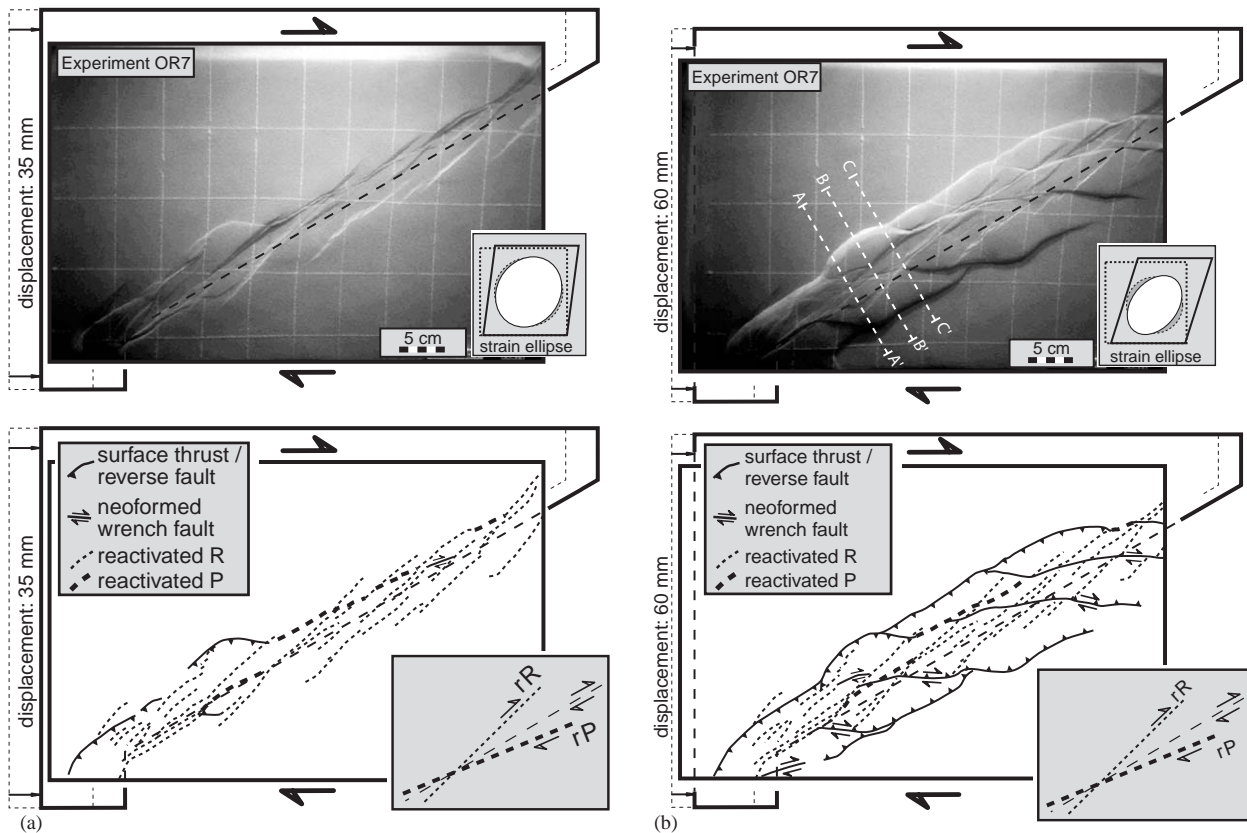 Experiment OR7
displacement: 35 mm
5 cm
strain ellipse
Experiment OR7
displacement: 60 mm
A
B
C
A'
B'
C'
5 cm
strain ellipse
displacement: 35 mm
surface thrust /
reverse fault
neoformed
wrench fault
reactivated R
reactivated P
rR
rP
(a)
displacement: 60 mm
surface thrust /
reverse fault
neoformed
wrench fault
reactivated R
reactivated P
rR
rP
(b)